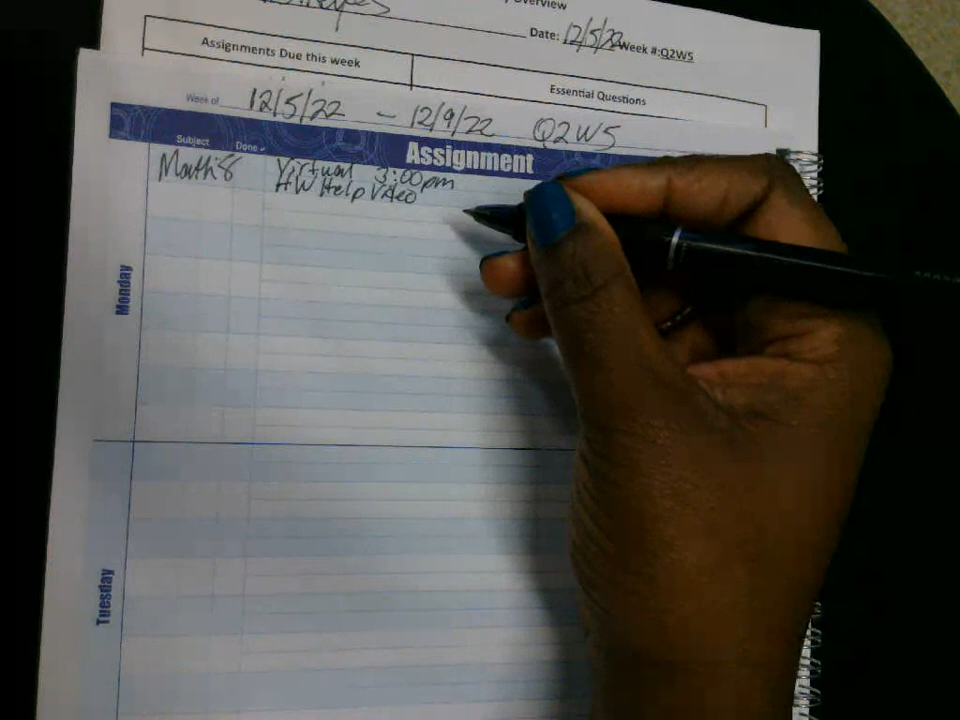 Overview
Date: 12/5/22 Week #:Q2W5
Assignments Due this week
Essential Questions
Week of 12/5/22 - 12/9/22 Q2W5
Subject Done Assignment
Math 8 Virtual 3:00pm
HW Help Video
Monday
Tuesday